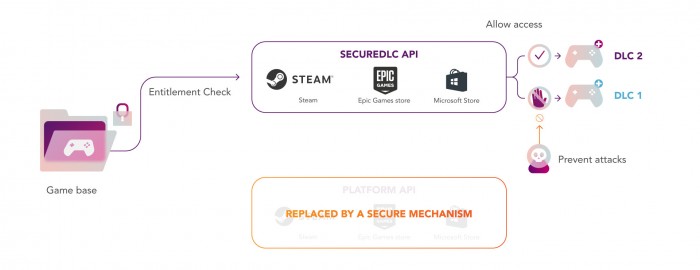 Allow access
SECUREDLC API
DLC 2
STEAM®
EPIC
GAMES
Entitlement Check
Steam
Epic Games store
Microsoft Store
DLC 1
Prevent attacks
Game base
PLATFORM API
REPLACED BY A SECURE MECHANISM
Steam
Epic Games store
Microsoft Store